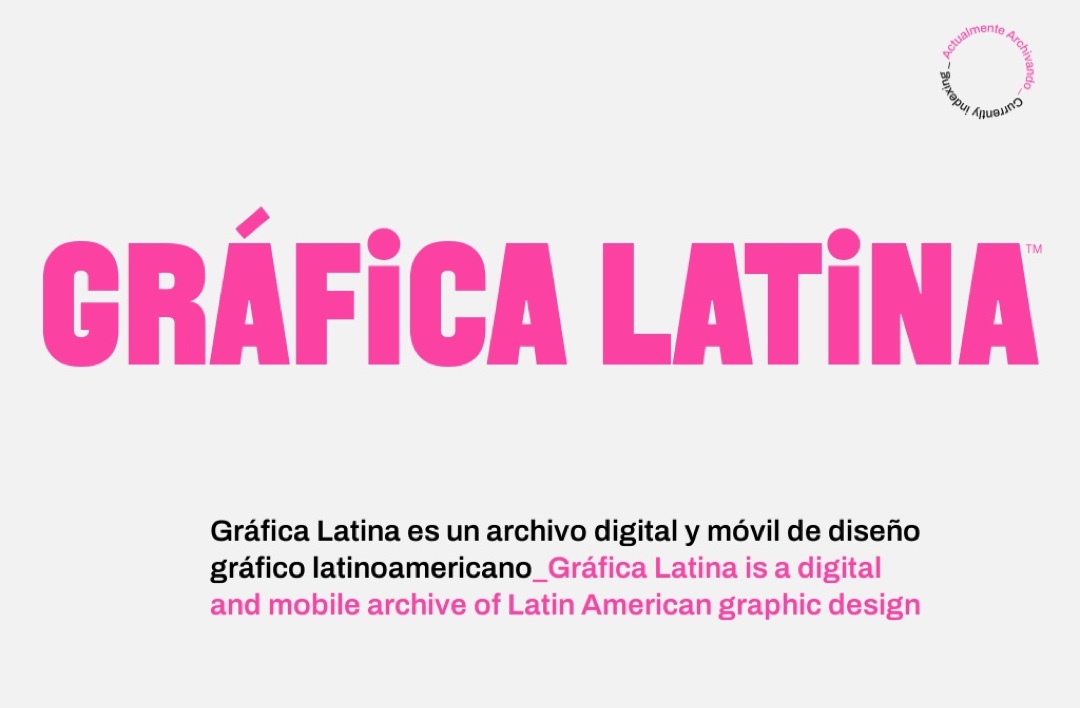 Actualmente Archivando _ Currently Indexing ~
GRÁFiCA LATiNA™
Gráfica Latina es un archivo digital y móvil de diseño
gráfico latinoamericano_Gráfica Latina is a digital
and mobile archive of Latin American graphic design